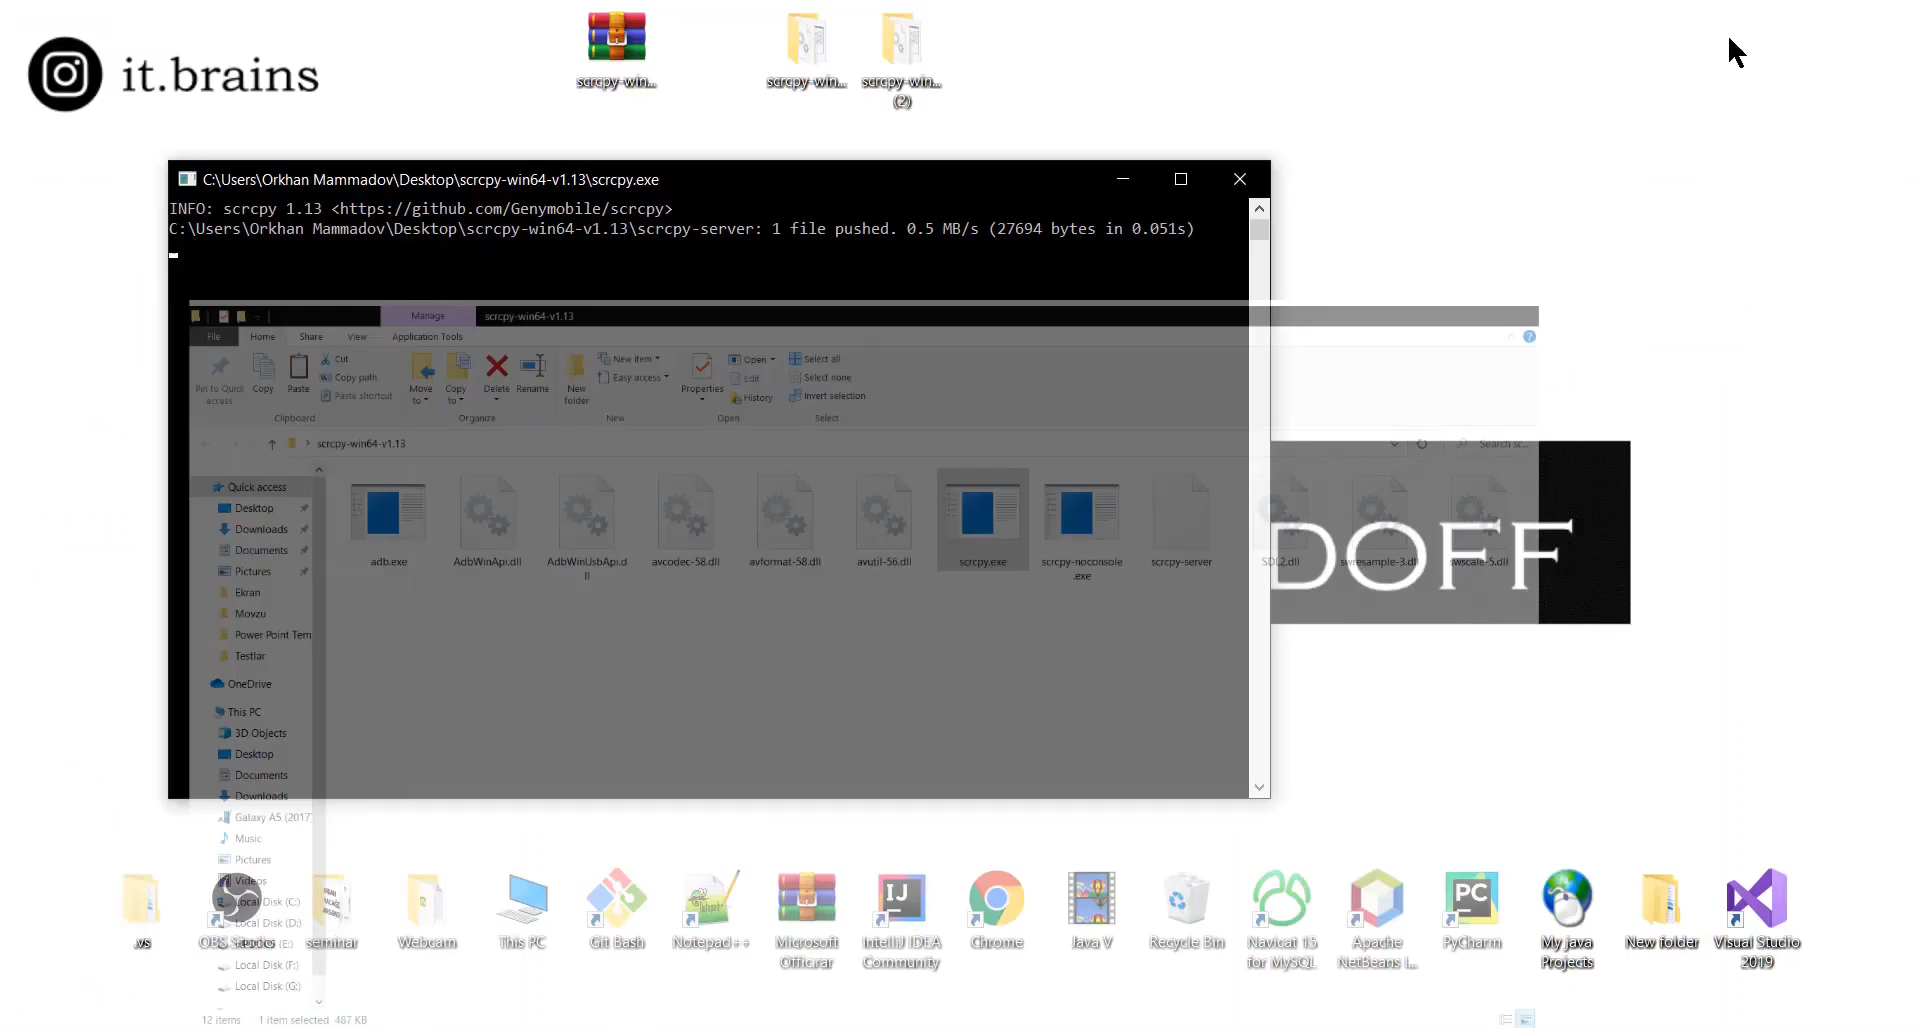 it.brains
scrcpy-win...
scrcpy-win...
scrcpy-win...
(2)
C:\Users\Orkhan Mammadov\Desktop\scrcpy-win64-v1.13\scrcpy.exe
INFO: scrcpy 1.13 <https://github.com/Genymobile/scrcpy>
C:\Users\Orkhan Mammadov\Desktop\scrcpy-win64-v1.13\scrcpy-server: 1 file pushed. 0.5 MB/s (27694 bytes in 0.051s)
Manage
scrcpy-win64-v1.13
File
Home
Share
View
Application Tools
Pin to Quick
access
Copy
Paste
Cut
Copy path
Paste shortcut
Clipboard
Move
to
Copy
to
Delete
Rename
Organize
New
folder
New item
Easy access
New
Properties
Open
Edit
History
Open
Select all
Select none
Invert selection
Select
scrcpy-win64-v1.13
Search sc...
Quick access
Desktop
Downloads
Documents
Pictures
Ekran
Movzu
Power Point Tem
Testlar
OneDrive
This PC
3D Objects
Desktop
Documents
Downloads
Galaxy A5 (2017)
Music
Pictures
Videos
Local Disk (C:)
Local Disk (D:)
(E:)
Local Disk (F:)
Local Disk (G:)
adb.exe
AdbWinApi.dll
AdbWinUsbApi.d
ll
avcodec-58.dll
avformat-58.dll
avutil-56.dll
scrcpy.exe
scrcpy-noconsole
.exe
scrcpy-server
SDL2.dll
swresample-3.dll
swscale-5.dll
DOFF
.vs
OBS Studio
seminar
Webcam
This PC
Git Bash
Notepad++
Microsoft
Office.rar
IntelliJ IDEA
Community
Chrome
Java V
Recycle Bin
Navicat 15
for MySQL
Apache
NetBeans I...
PyCharm
My java
Projects
New folder
Visual Studio
2019
12 items
1 item selected 487 KB